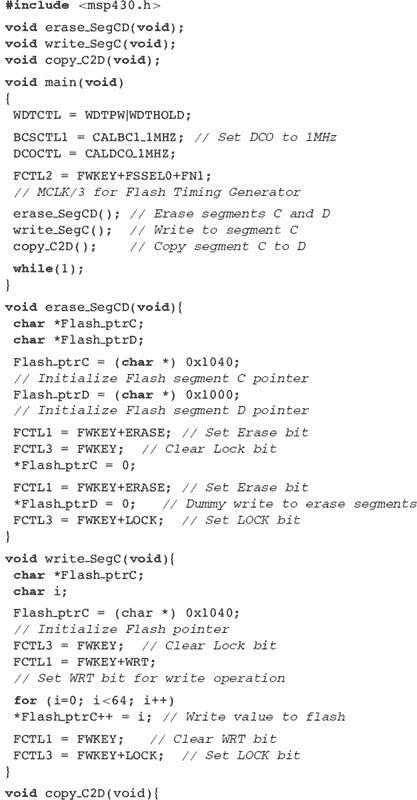 #include <msp430.h>
void erase_SegCD(void);
void write_SegC(void);
void copy_C2D(void);
void main(void)
{
WDTCTL = WDTPW|WDTHOLD;
BCSCTL1 = CALBC1_1MHZ; // Set DCO to 1MHz
DCOCTL = CALDCO_1MHZ;
FCTL2 = FWKEY+FSSEL0+FN1;
// MCLK/3 for Flash Timing Generator
erase_SegCD(); // Erase segments C and D
write_SegC(); // Write to segment C
copy_C2D(); // Copy segment C to D
while(1);
}
void erase_SegCD(void){
char *Flash_ptrC;
char *Flash_ptrD;
Flash_ptrC = (char *) 0x1040;
// Initialize Flash segment C pointer
Flash_ptrD = (char *) 0x1000;
// Initialize Flash segment D pointer
FCTL1 = FWKEY+ERASE; // Set Erase bit
FCTL3 = FWKEY; // Clear Lock bit
*Flash_ptrC = 0;
FCTL1 = FWKEY+ERASE; // Set Erase bit
*Flash_ptrD = 0; // Dummy write to erase segments
FCTL3 = FWKEY+LOCK; // Set LOCK bit
}
void write_SegC(void){
char *Flash_ptrC;
char i;
Flash_ptrC = (char *) 0x1040;
// Initialize Flash pointer
FCTL3 = FWKEY; // Clear Lock bit
FCTL1 = FWKEY+WRT;
// Set WRT bit for write operation
for (i=0; i<64; i++)
*Flash_ptrC++ = i; // Write value to flash
FCTL1 = FWKEY; // Clear WRT bit
FCTL3 = FWKEY+LOCK; // Set LOCK bit
}
void copy_C2D(void){